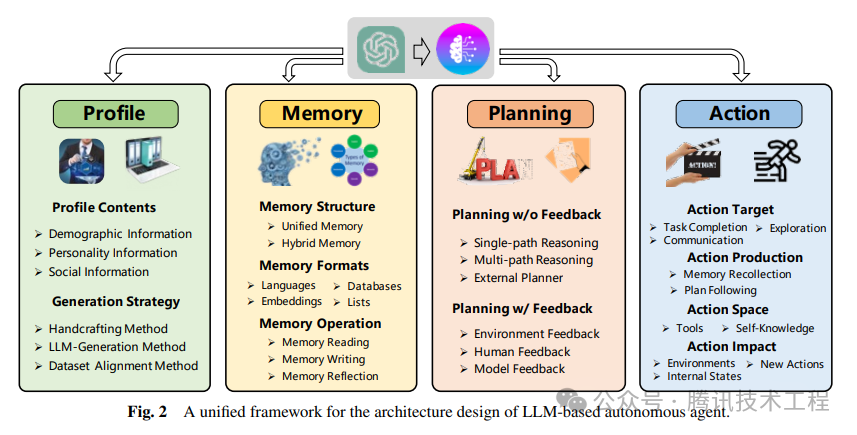 Profile
Profile Contents
Demographic Information
Personality Information
Social Information
Generation Strategy
Handcrafting Method
LLM-Generation Method
Dataset Alignment Method
Memory
Types of
Memory
Memory Structure
Unified Memory
Hybrid Memory
Memory Formats
Languages
Databases
Embeddings
Lists
Memory Operation
Memory Reading
Memory Writing
Memory Reflection
Planning
PLAN
Planning w/o Feedback
Single-path Reasoning
Multi-path Reasoning
External Planner
Planning w/ Feedback
Environment Feedback
Human Feedback
Model Feedback
Action
ACTION!
Action Target
Task Completion
Exploration
Communication
Action Production
Memory Recollection
Plan Following
Action Space
Tools
Self-Knowledge
Action Impact
Environments
New Actions
Internal States
Fig. 2 A unified framework for the architecture design of LLM-based autonomous agent.
公众号·腾讯技术工程